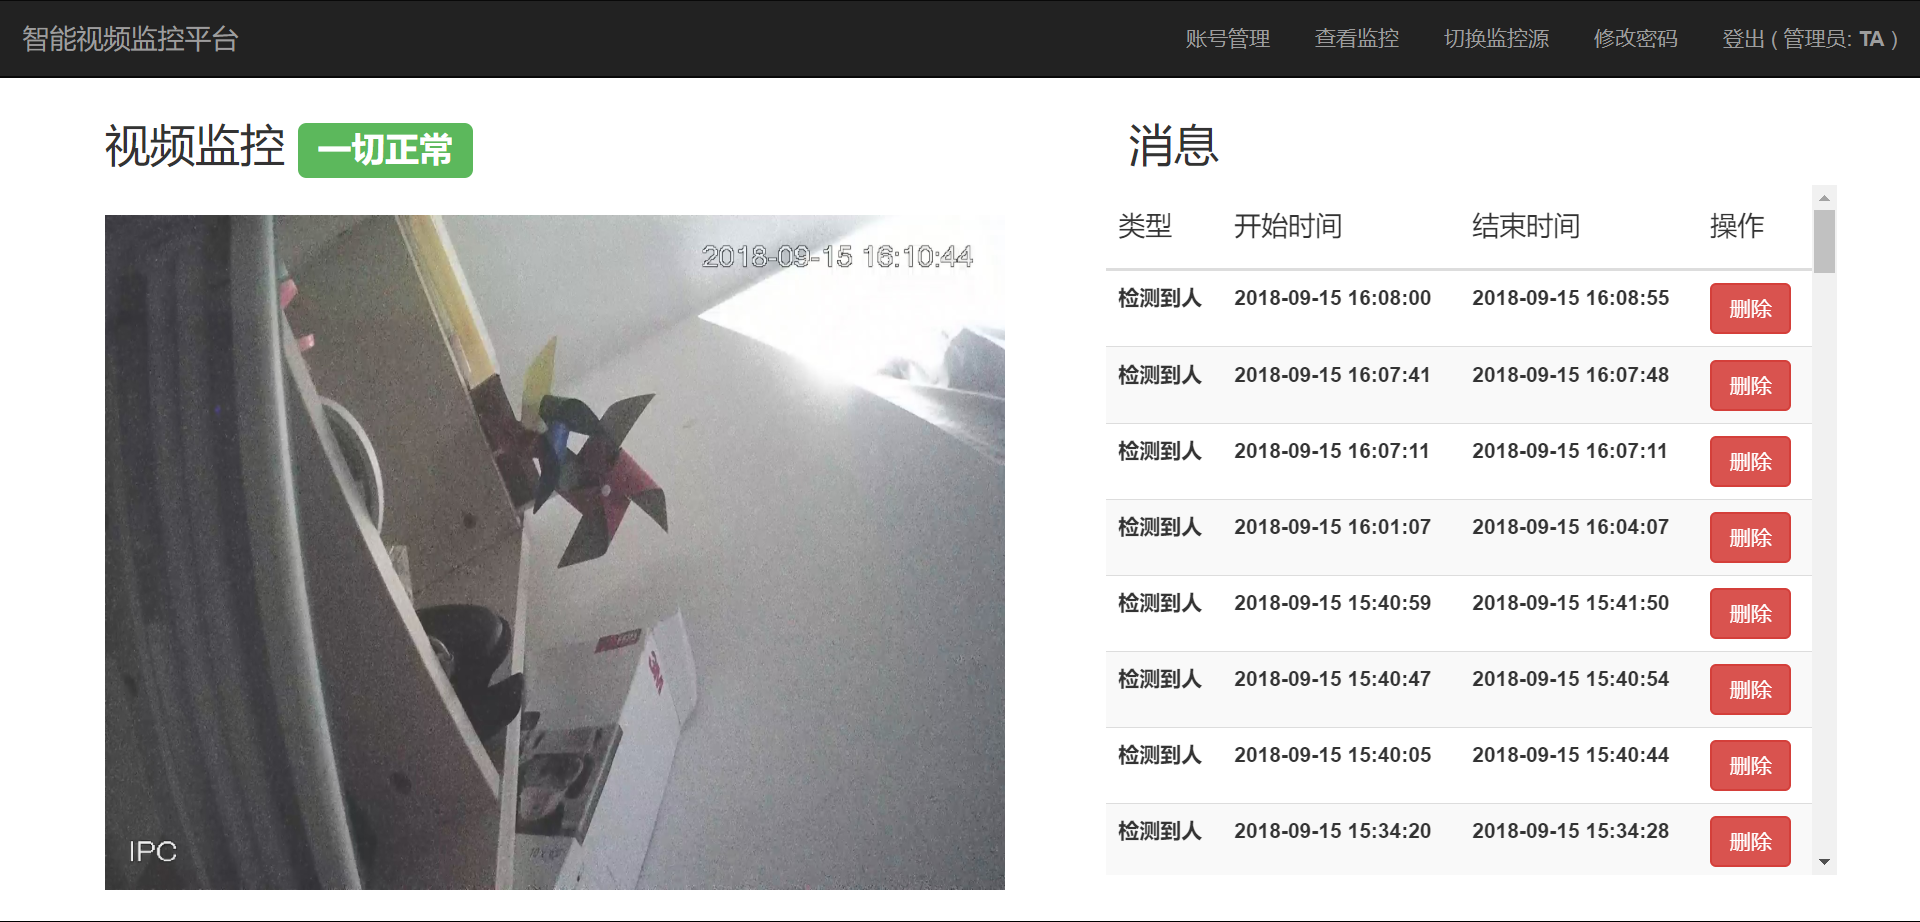 智能视频监控平台
账号管理 查看监控 切换监控源 修改密码 登出 ( 管理员: TA )
视频监控 一切正常
2018-09-15 16:10:44
IPC
消息
类型 开始时间 结束时间 操作
检测到人 2018-09-15 16:08:00 2018-09-15 16:08:55 删除
检测到人 2018-09-15 16:07:41 2018-09-15 16:07:48 删除
检测到人 2018-09-15 16:07:11 2018-09-15 16:07:11 删除
检测到人 2018-09-15 16:01:07 2018-09-15 16:04:07 删除
检测到人 2018-09-15 15:40:59 2018-09-15 15:41:50 删除
检测到人 2018-09-15 15:40:47 2018-09-15 15:40:54 删除
检测到人 2018-09-15 15:40:05 2018-09-15 15:40:44 删除
检测到人 2018-09-15 15:34:20 2018-09-15 15:34:28 删除